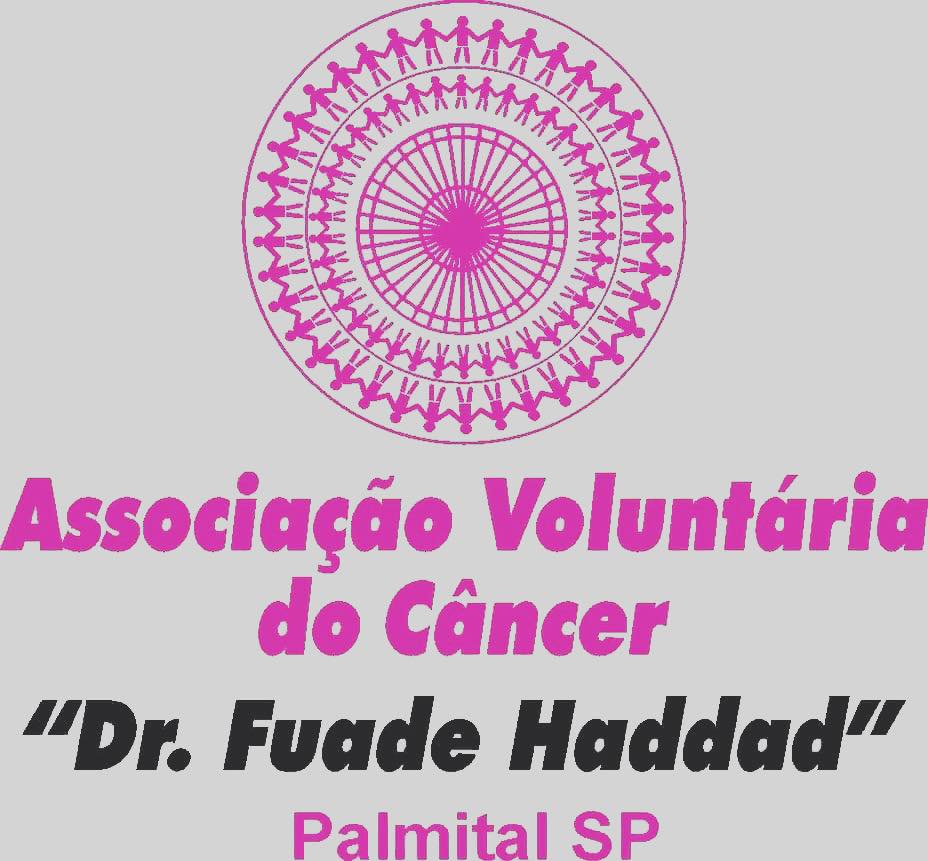 Associação Voluntária
do Câncer
“Dr. Fuade Haddad”
Palmital SP